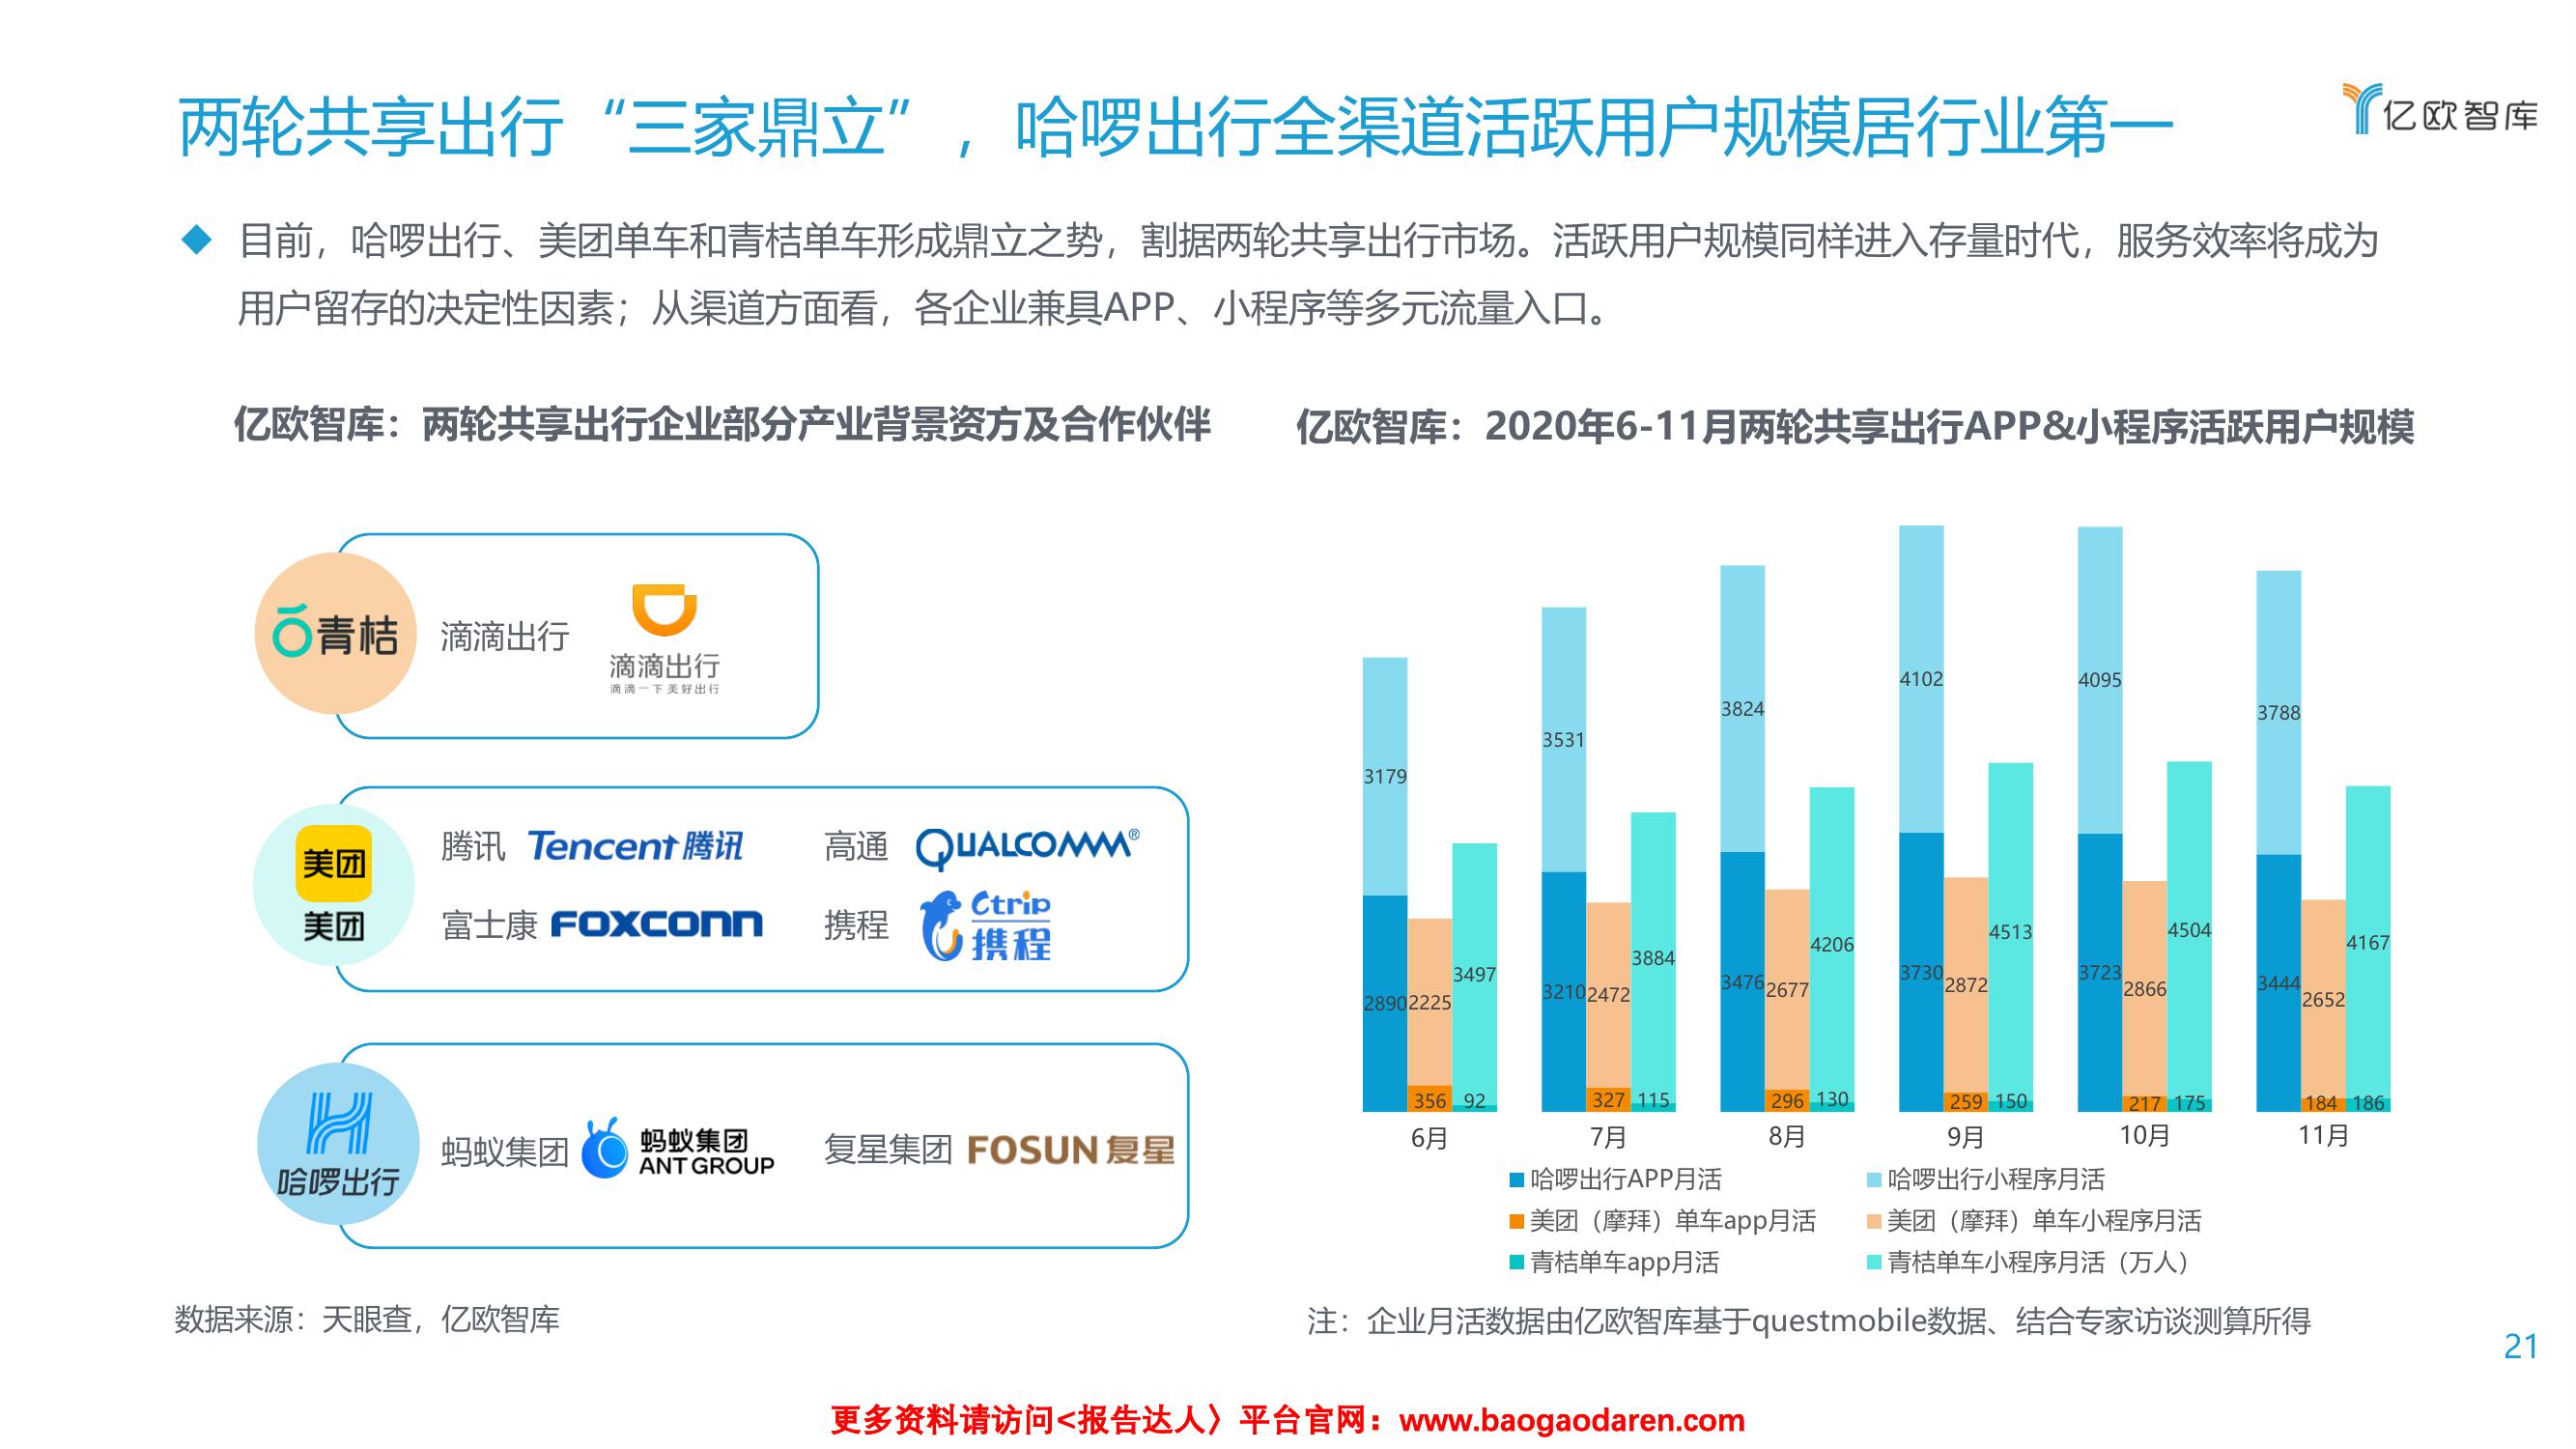 两轮共享出行“三家鼎立”，哈啰出行全渠道活跃用户规模居行业第一
亿欧智库
目前，哈啰出行、美团单车和青桔单车形成鼎立之势，割据两轮共享出行市场。活跃用户规模同样进入存量时代，服务效率将成为
用户留存的决定性因素；从渠道方面看，各企业兼具APP、小程序等多元流量入口。
亿欧智库：两轮共享出行企业部分产业背景资方及合作伙伴
青桔
滴滴出行
滴滴出行
滴滴一下 美好出行
美团
美团
腾讯 Tencent 腾讯
高通 QUALCOMM®
富士康 FOXCONN
携程 Ctrip
携程
哈啰出行
蚂蚁集团 蚂蚁集团
ANT GROUP
复星集团 FOSUN 复星
数据来源：天眼查，亿欧智库
亿欧智库：2020年6-11月两轮共享出行APP&小程序活跃用户规模
3179 3531 3824 4102 4095 3788
2890 2225 3497 3210 2472 3884 3476 2677 4206 3730 2872 4513 3723 2866 4504 3444 2652 4167
356 92 327 115 296 130 259 150 217 175 184 186
6月 7月 8月 9月 10月 11月
哈啰出行APP月活 哈啰出行小程序月活
美团（摩拜）单车app月活 美团（摩拜）单车小程序月活
青桔单车app月活 青桔单车小程序月活（万人）
注：企业月活数据由亿欧智库基于questmobile数据、结合专家访谈测算所得
21
更多资料请访问<报告达人〉平台官网：www.baogaodaren.com